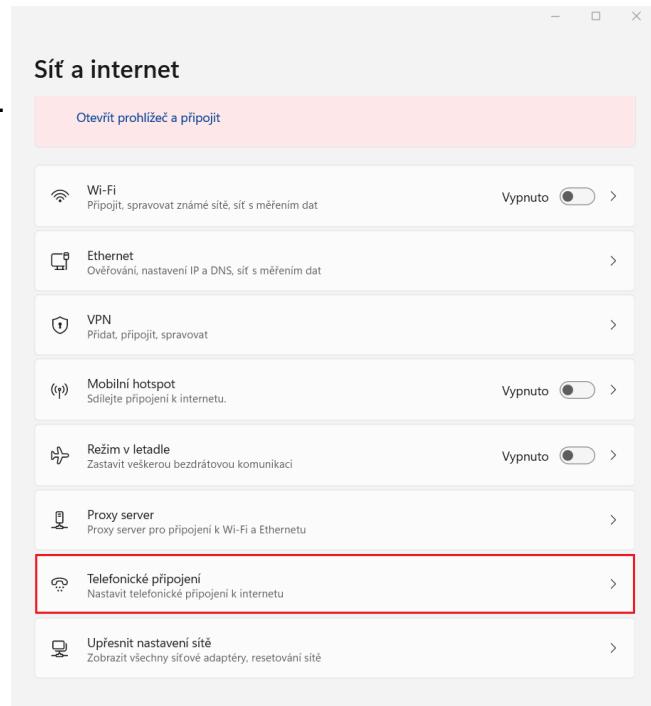 Síť a internet
Otevřít prohlížeč a připojit
Wi-Fi
Připojit, spravovat známé sítě, síť s měřením dat
Vypnuto
Ethernet
Ověřování, nastavení IP a DNS, síť s měřením dat
VPN
Přidat, připojit, spravovat
Mobilní hotspot
Sdílejte připojení k internetu.
Vypnuto
Režim v letadle
Zastavit veškerou bezdrátovou komunikaci
Vypnuto
Proxy server
Proxy server pro připojení k Wi-Fi a Ethernetu
Telefonické připojení
Nastavit telefonické připojení k internetu
Upřesnit nastavení sítě
Zobrazit všechny síťové adaptéry, resetování sítě